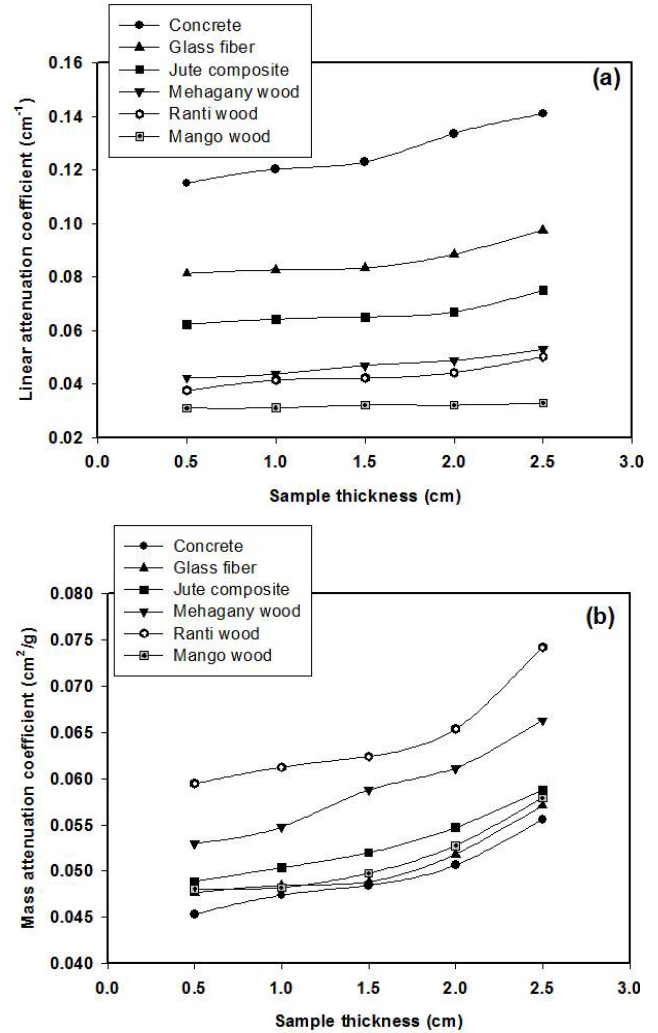 Concrete
Glass fiber
Jute composite
Mehagany wood
Ranti wood
Mango wood
(a)
0.16
0.14
0.12
0.10
0.08
0.06
0.04
0.02
Linear attenuation coefficient (cm-1)
0.0 0.5 1.0 1.5 2.0 2.5 3.0
Sample thickness (cm)
Concrete
Glass fiber
Jute composite
Mehagany wood
Ranti wood
Mango wood
(b)
0.080
0.075
0.070
0.065
0.060
0.055
0.050
0.045
0.040
Mass attenuation coefficient (cm2/g)
0.0 0.5 1.0 1.5 2.0 2.5 3.0
Sample thickness (cm)